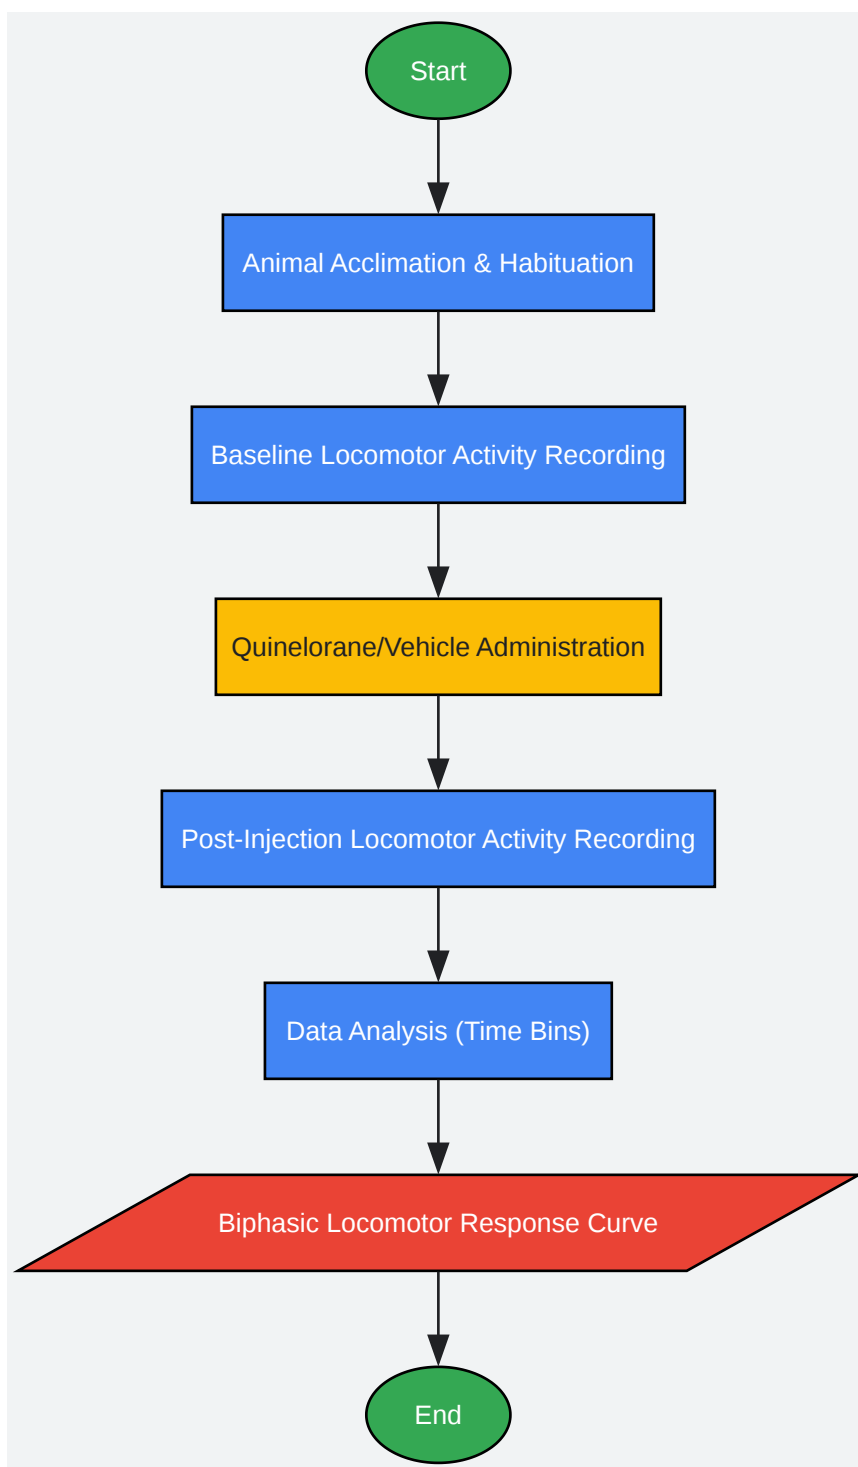 Start
Animal Acclimation & Habituation
Baseline Locomotor Activity Recording
Quinelorane/Vehicle Administration
Post-Injection Locomotor Activity Recording
Data Analysis (Time Bins)
Biphasic Locomotor Response Curve
End